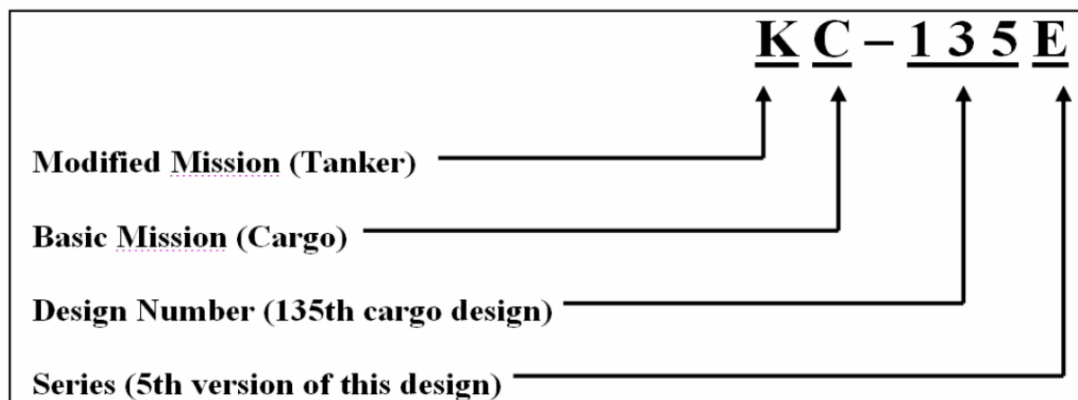 K C – 1 3 5 E
Modified Mission (Tanker)
Basic Mission (Cargo)
Design Number (135th cargo design)
Series (5th version of this design)